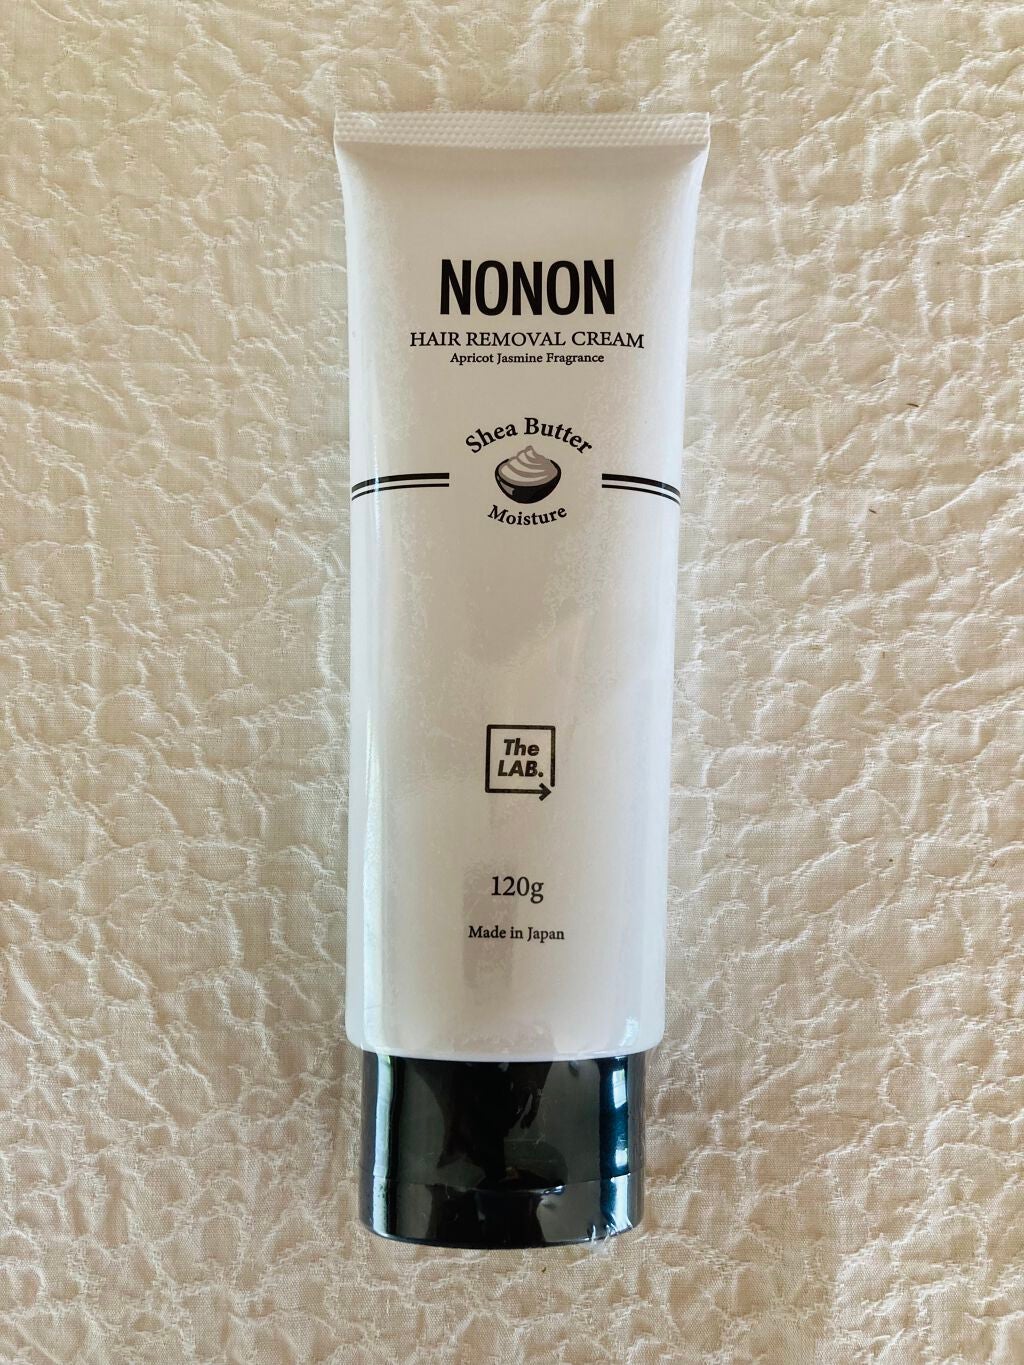 NONON
HAIR REMOVAL CREAM
Apricot Jasmine Fragrance
Shea Butter
Moisture
The
LAB.
120g
Made in Japan